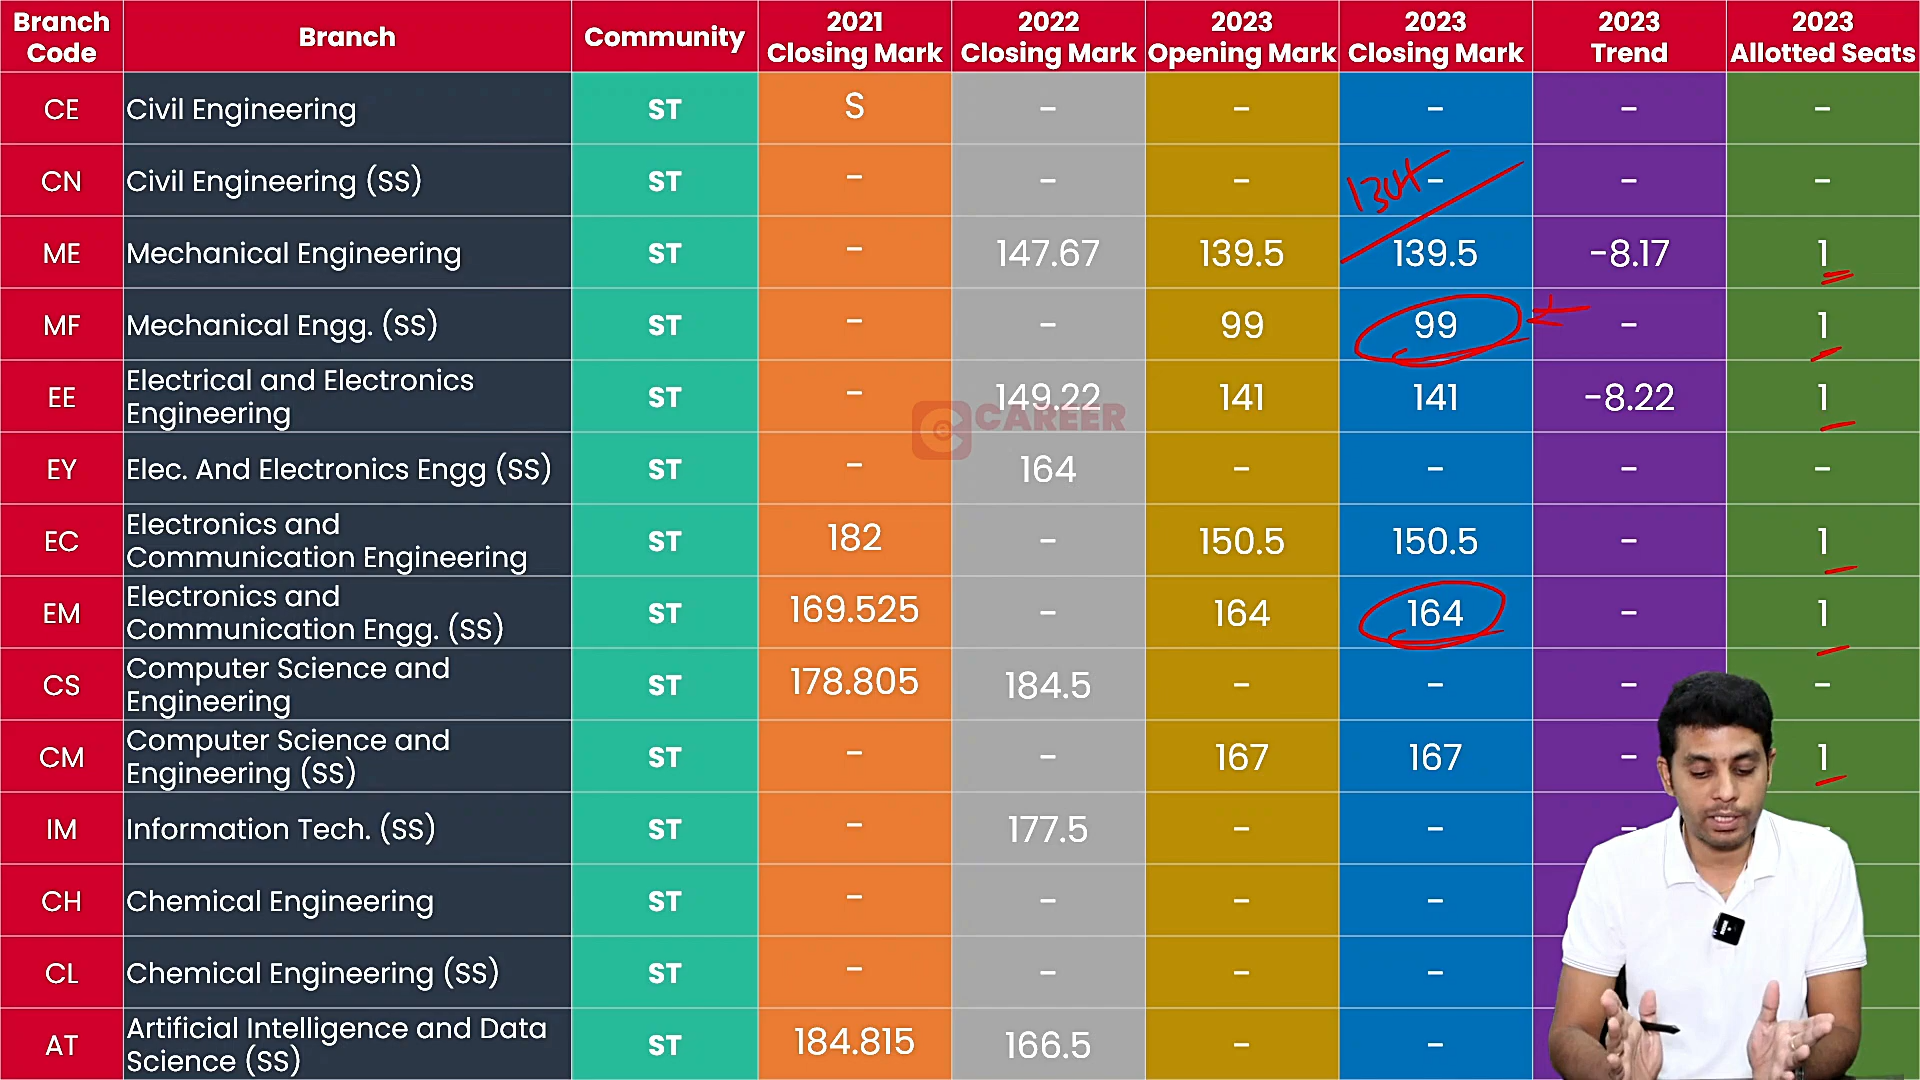 Branch Code Branch Community 2021 Closing Mark 2022 Closing Mark 2023 Opening Mark 2023 Closing Mark 2023 Trend 2023 Allotted Seats
CE Civil Engineering ST S - - - - -
CN Civil Engineering (SS) ST - - - - - -
ME Mechanical Engineering ST - 147.67 139.5 139.5 -8.17 1
MF Mechanical Engg. (SS) ST - - 99 99 - 1
EE Electrical and Electronics Engineering ST - 149.22 141 141 -8.22 1
CAREER
EY Elec. And Electronics Engg (SS) ST - 164 - - - -
EC Electronics and Communication Engineering ST 182 - 150.5 150.5 - 1
EM Electronics and Communication Engg. (SS) ST 169.525 - 164 164 - 1
CS Computer Science and Engineering ST 178.805 184.5 - - - -
CM Computer Science and Engineering (SS) ST - - 167 167 - 1
IM Information Tech. (SS) ST - 177.5 - - - -
CH Chemical Engineering ST - - - -
CL Chemical Engineering (SS) ST - - - -
AT Artificial Intelligence and Data Science (SS) ST 184.815 166.5 - -